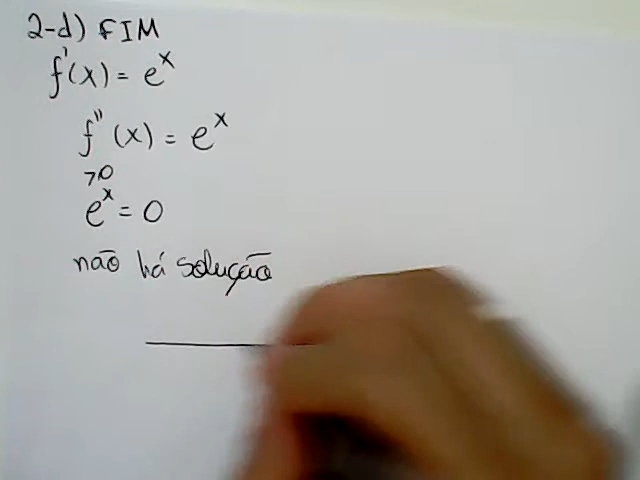 2-d) FIM
f'(x) = e^x
f''(x) = e^x
>0
e^x = 0
não há solução